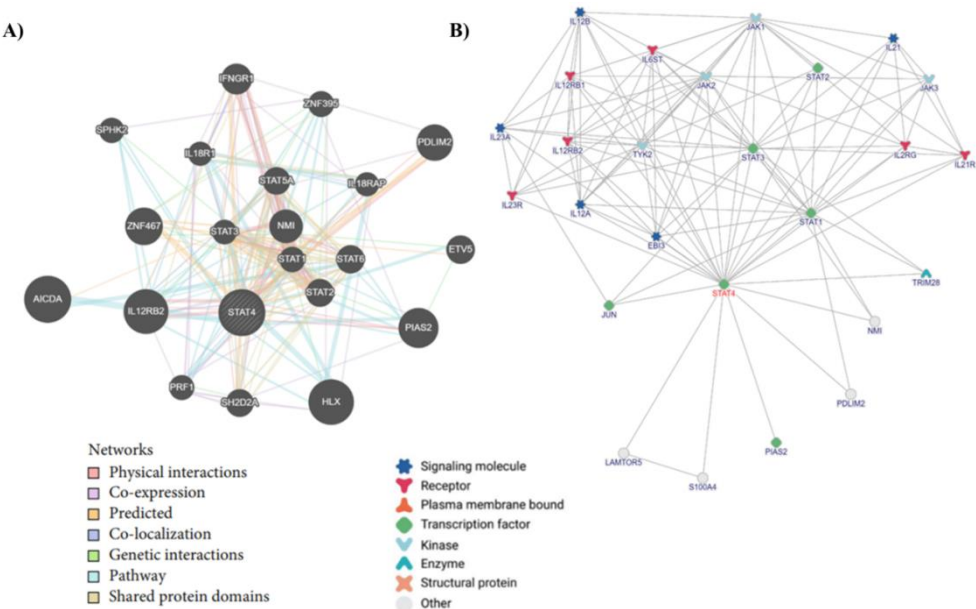 A)
IFNGR1
ZNF395
SPHK2
PDLIM2
IL18R1
STAT5A
IL18RAP
ZNF467
STAT3
NMI
ETV5
STAT1
STAT6
STAT2
AICDA
IL12RB2
STAT4
PIAS2
PRF1
SH2D2A
HLX
Networks
Physical interactions
Co-expression
Predicted
Co-localization
Genetic interactions
Pathway
Shared protein domains
B)
IL12B
JAK1
IL21
IL6ST
STAT2
IL12RB1
JAK2
JAK3
IL23A
IL12RB2
TYK2
STAT3
IL2RG
IL21R
IL23R
IL12A
STAT1
EBI3
TRIM28
STAT4
JUN
NMI
PDLIM2
PIAS2
LAMTOR5
S100A4
Signaling molecule
Receptor
Plasma membrane bound
Transcription factor
Kinase
Enzyme
Structural protein
Other